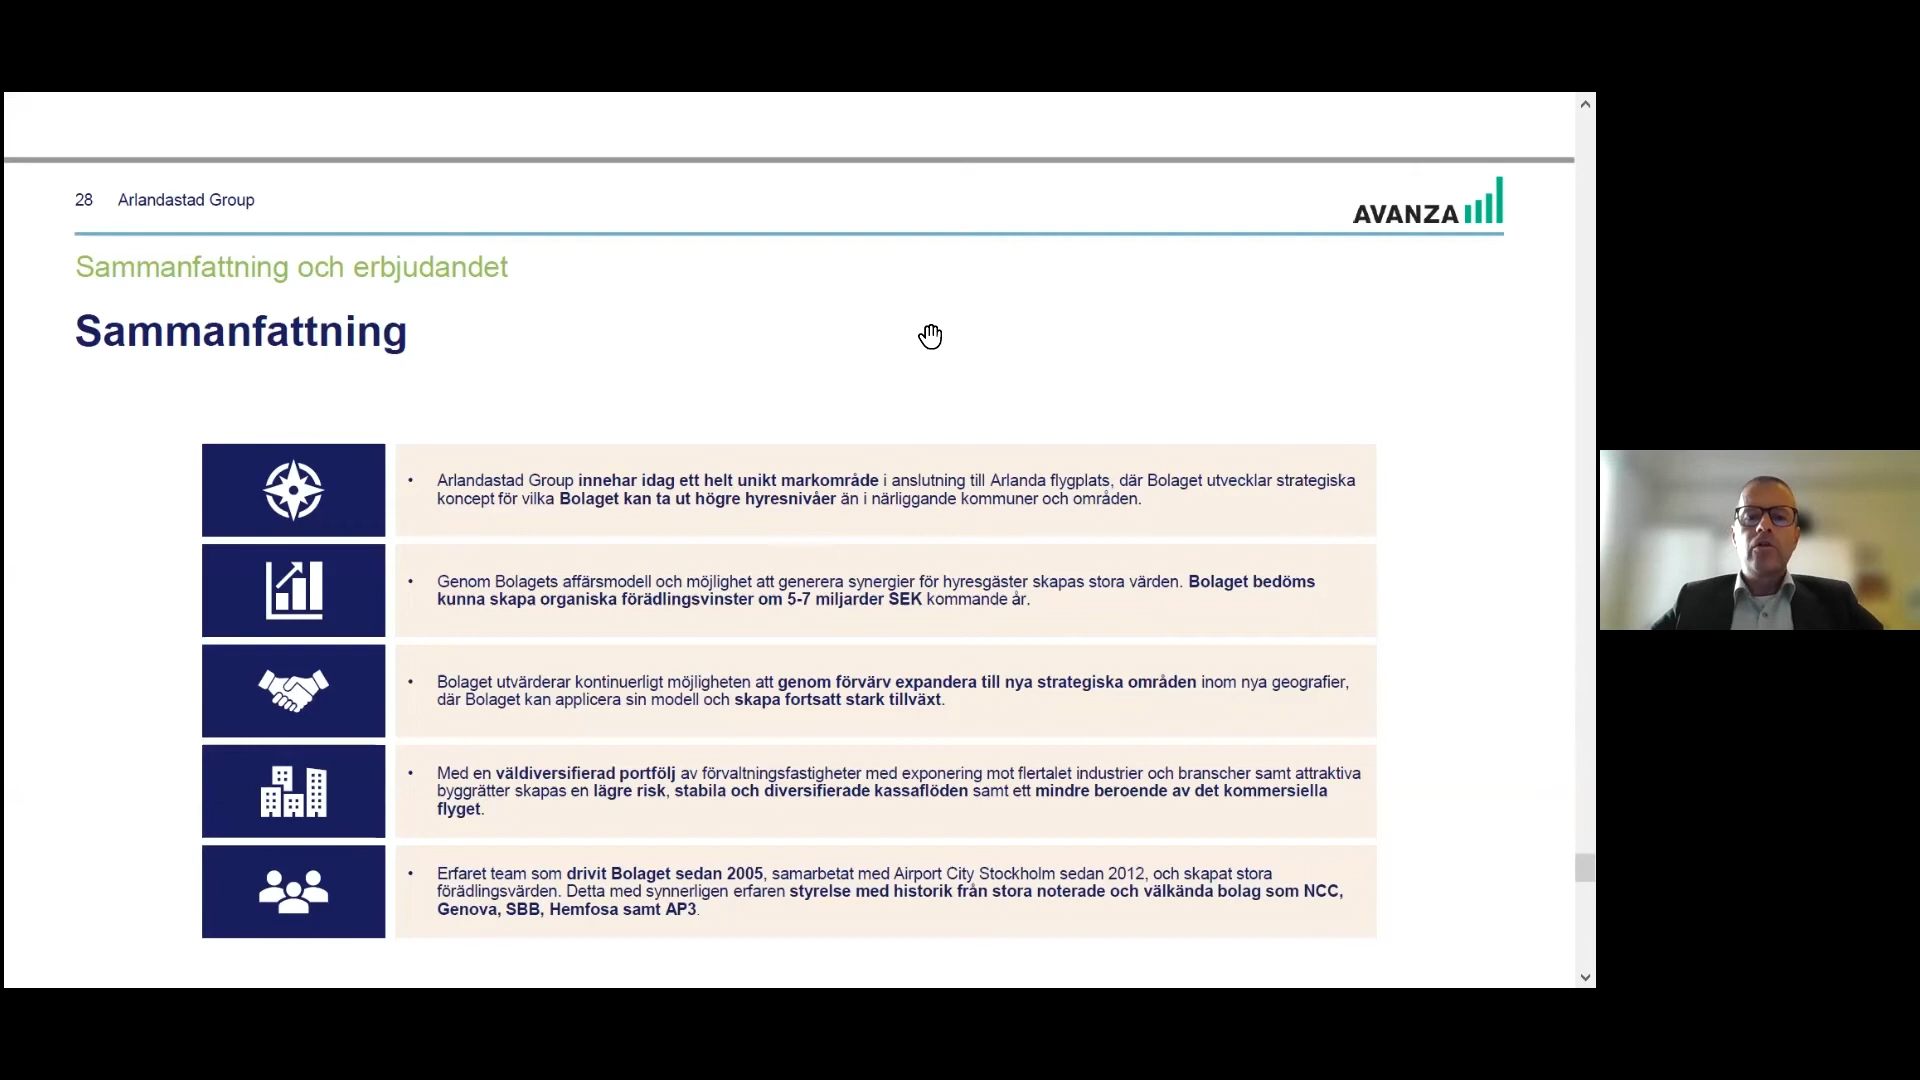 28 Arlandastad Group
AVANZA
Sammanfattning och erbjudandet
Sammanfattning
• Arlandastad Group innehar idag ett helt unikt markområde i anslutning till Arlanda flygplats, där Bolaget utvecklar strategiska
koncept för vilka Bolaget kan ta ut högre hyresnivåer än i närliggande kommuner och områden.
• Genom Bolagets affärsmodell och möjlighet att generera synergier för hyresgäster skapas stora värden. Bolaget bedöms
kunna skapa organiska förädlingsvinster om 5-7 miljarder SEK kommande år.
• Bolaget utvärderar kontinuerligt möjligheten att genom förvärv expandera till nya strategiska områden inom nya geografier,
där Bolaget kan applicera sin modell och skapa fortsatt stark tillväxt.
• Med en väldiversifierad portfölj av förvaltningsfastigheter med exponering mot flertalet industrier och branscher samt attraktiva
byggrätter skapas en lägre risk, stabila och diversifierade kassaflöden samt ett mindre beroende av det kommersiella
flyget.
• Erfaret team som drivit Bolaget sedan 2005, samarbetat med Airport City Stockholm sedan 2012, och skapat stora
förädlingsvärden. Detta med synnerligen erfaren styrelse med historik från stora noterade och välkända bolag som NCC,
Genova, SBB, Hemfosa samt AP3.